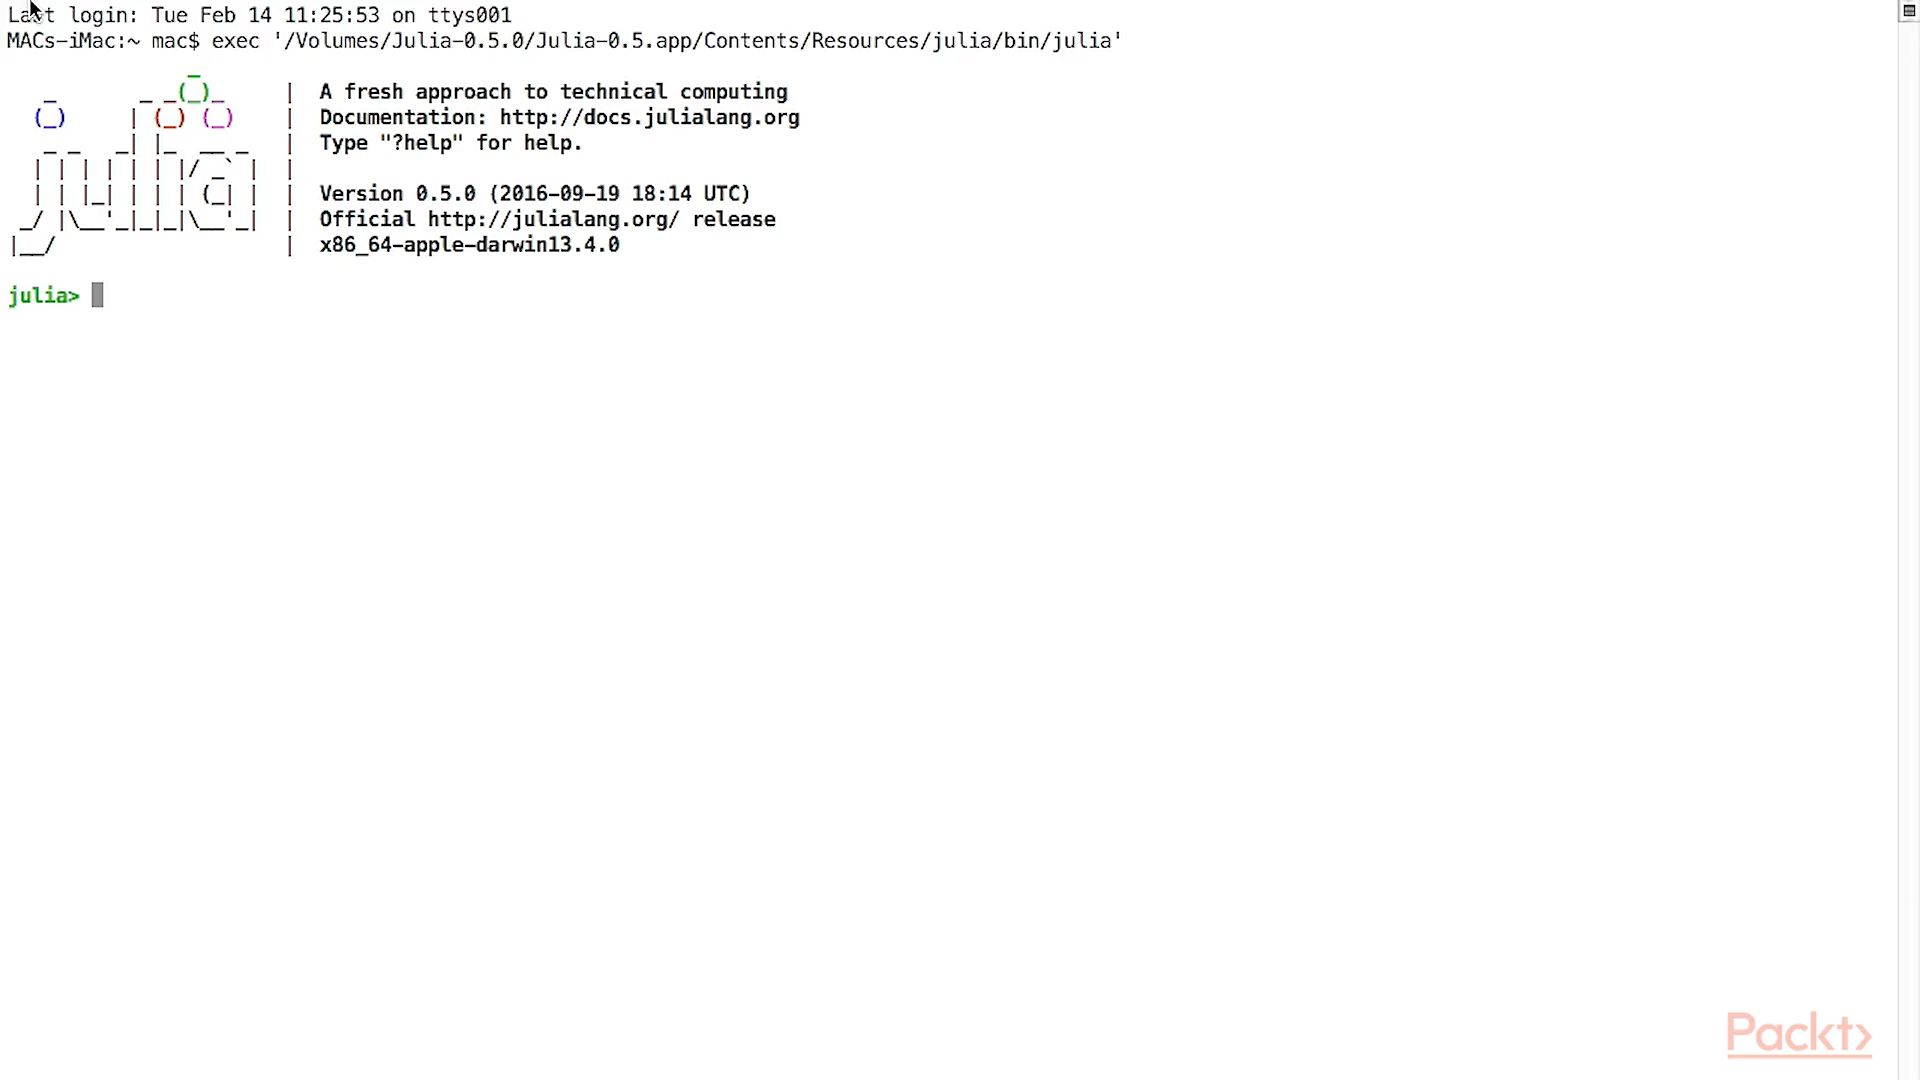 Last login: Tue Feb 14 11:25:53 on ttys001
MACs-iMac:~ mac$ exec '/Volumes/Julia-0.5.0/Julia-0.5.app/Contents/Resources/julia/bin/julia'
A fresh approach to technical computing
Documentation: http://docs.julialang.org
Type "?help" for help.
julia
Version 0.5.0 (2016-09-19 18:14 UTC)
Official http://julialang.org/ release
x86_64-apple-darwin13.4.0
julia>
Packt>